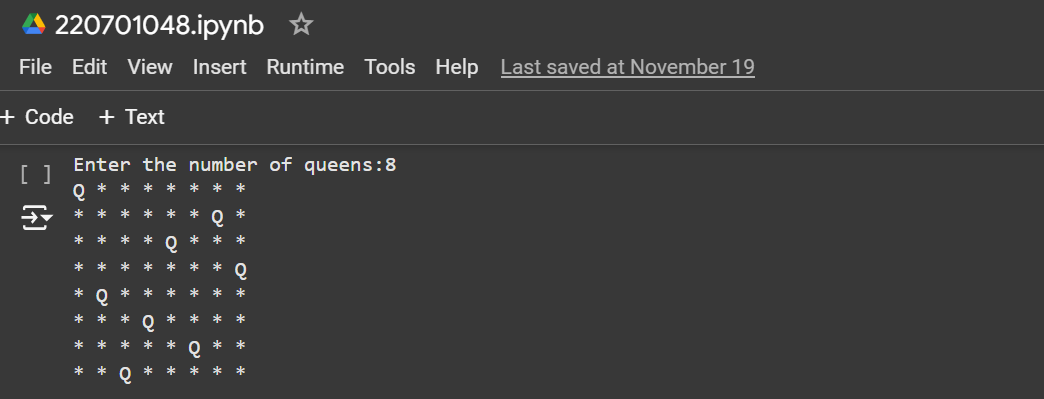 220701048.ipynb
File Edit View Insert Runtime Tools Help Last saved at November 19
+ Code + Text
[ ] Enter the number of queens:8
Q * * * * * * *
* * * * * * Q *
* * * * Q * * *
* * * * * * * Q
* Q * * * * * *
* * * Q * * * *
* * * * * Q * *
* * Q * * * * *